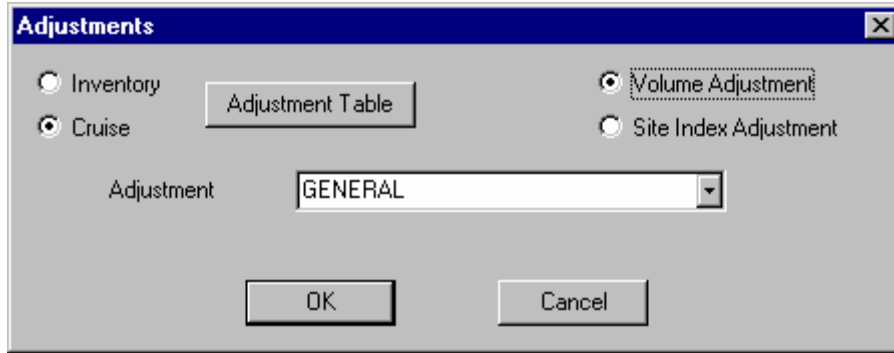 Adjustments
Inventory
Adjustment Table
Volume Adjustment
Cruise
Site Index Adjustment
Adjustment
GENERAL
OK
Cancel